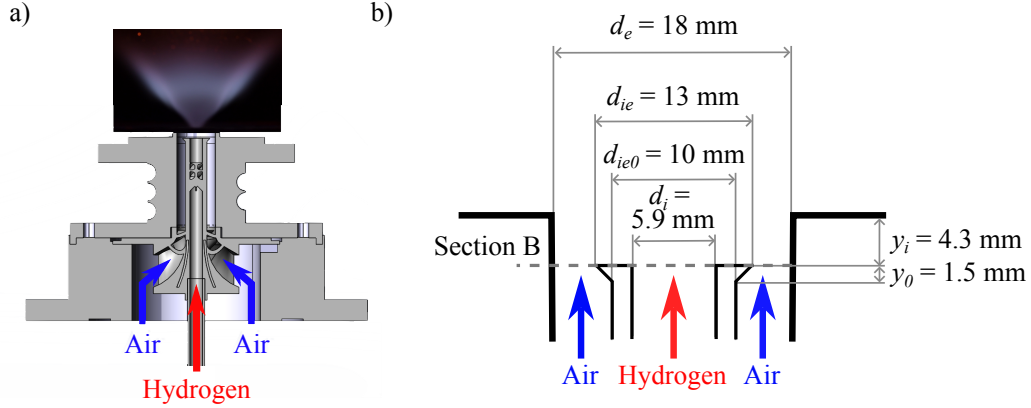 a)
Air
Air
Hydrogen
b)
d_e = 18 mm
d_ie = 13 mm
d_ie0 = 10 mm
d_i =
5.9 mm
Section B
y_i = 4.3 mm
y_0 = 1.5 mm
Air
Hydrogen
Air